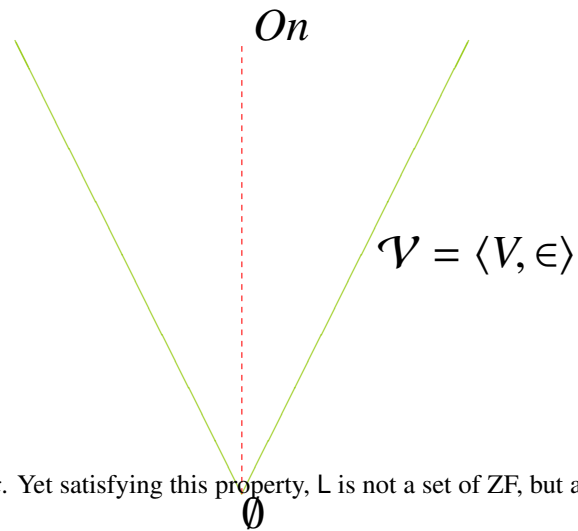 On
𝒱 = ⟨V, ∈⟩
. Yet satisfying this property, L is not a set of ZF, but a
∅